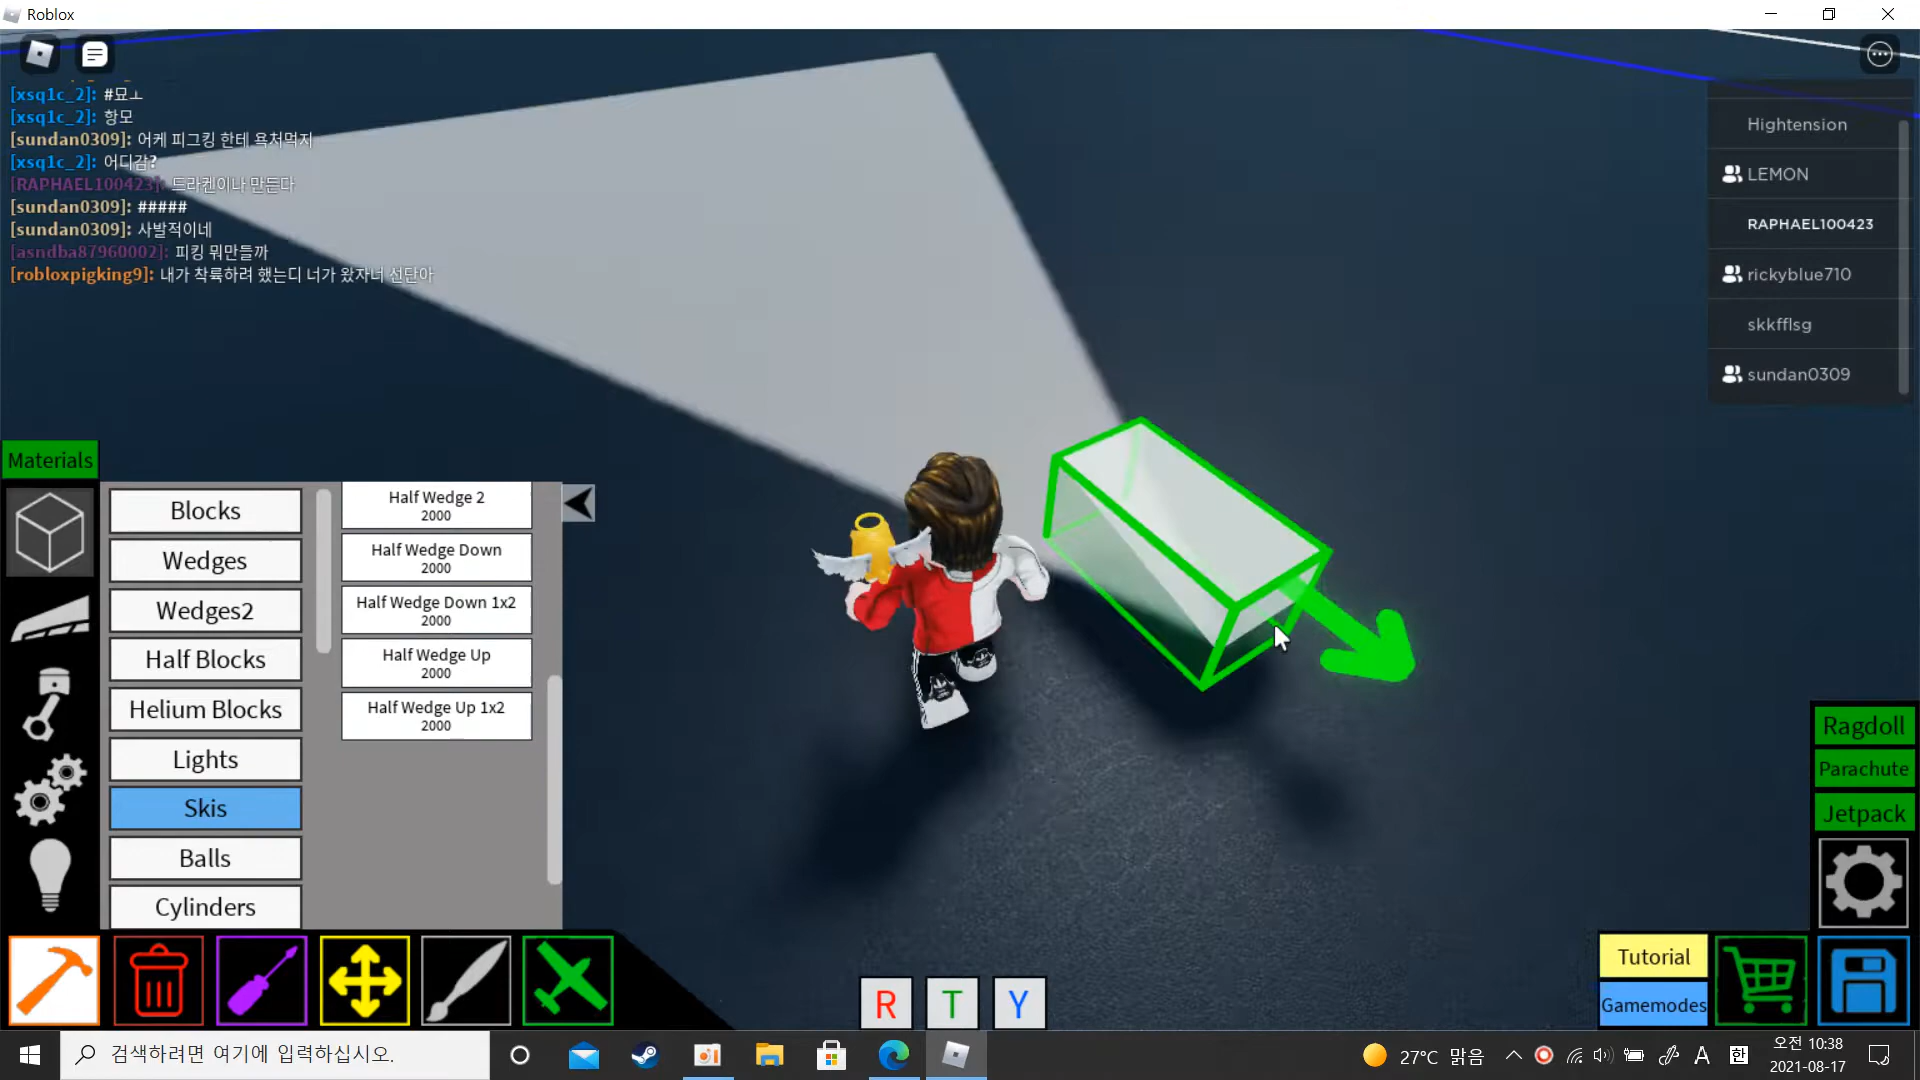 Roblox
[xsq1c_2]: #묘ㅗ
[xsq1c_2]: 항모
[sundan0309]: 어케 피그킹 한테 욕처먹지
[xsq1c_2]: 어디감?
[RAPHAEL100423]: 드라켄이나 만든다
[sundan0309]: #####
[sundan0309]: 사발적이네
[asndba87960002]: 피킹 뭐만들까
[robloxpigking9]: 내가 착륙하려 했는디 너가 왔자너 선단아
Hightension
LEMON
RAPHAEL100423
rickyblue710
skkfflsg
sundan0309
Materials
Blocks
Wedges
Wedges2
Half Blocks
Helium Blocks
Lights
Skis
Balls
Cylinders
Half Wedge 2
2000
Half Wedge Down
2000
Half Wedge Down 1x2
2000
Half Wedge Up
2000
Half Wedge Up 1x2
2000
Ragdoll
Parachute
Jetpack
Tutorial
Gamemodes
R T Y
검색하려면 여기에 입력하십시오.
27°C 맑음
A
한
오전 10:38
2021-08-17